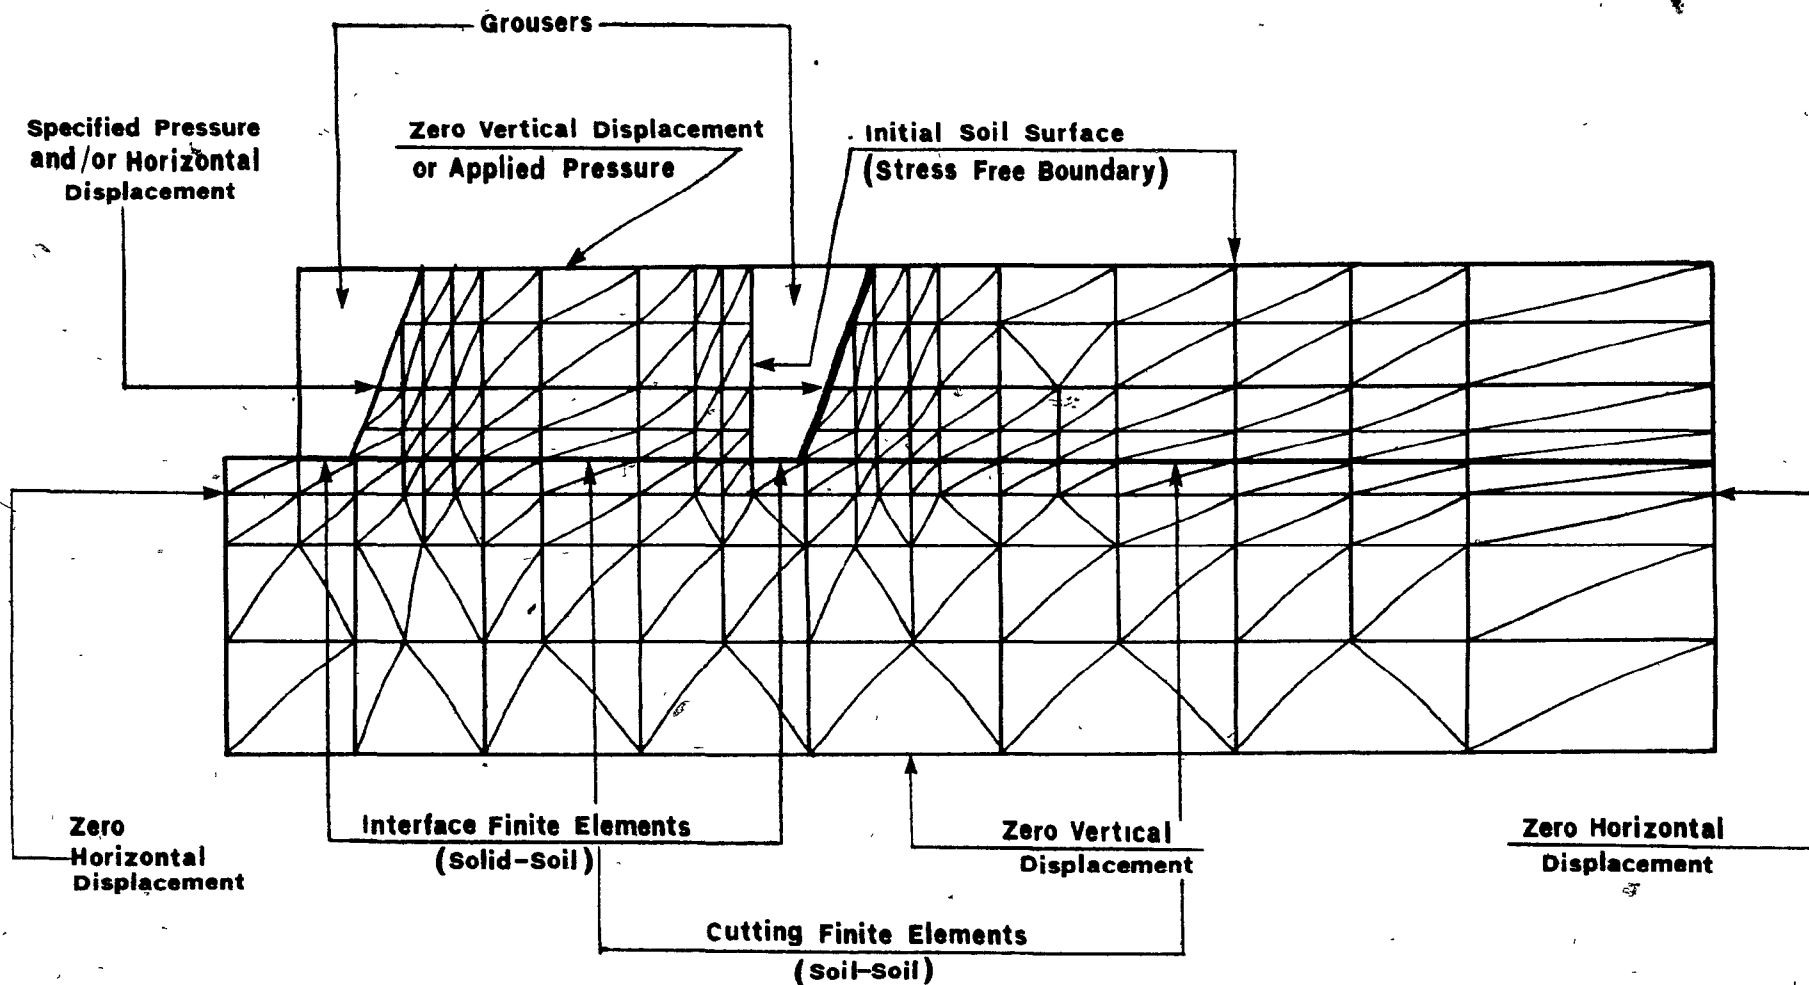 Grousers
Specified Pressure
and/or Horizontal
Displacement
Zero Vertical Displacement
or Applied Pressure
Initial Soil Surface
(Stress Free Boundary)
Zero
Horizontal
Displacement
Interface Finite Elements
(Solid-Soil)
Zero Vertical
Displacement
Zero Horizontal
Displacement
Cutting Finite Elements
(Soil-Soil)